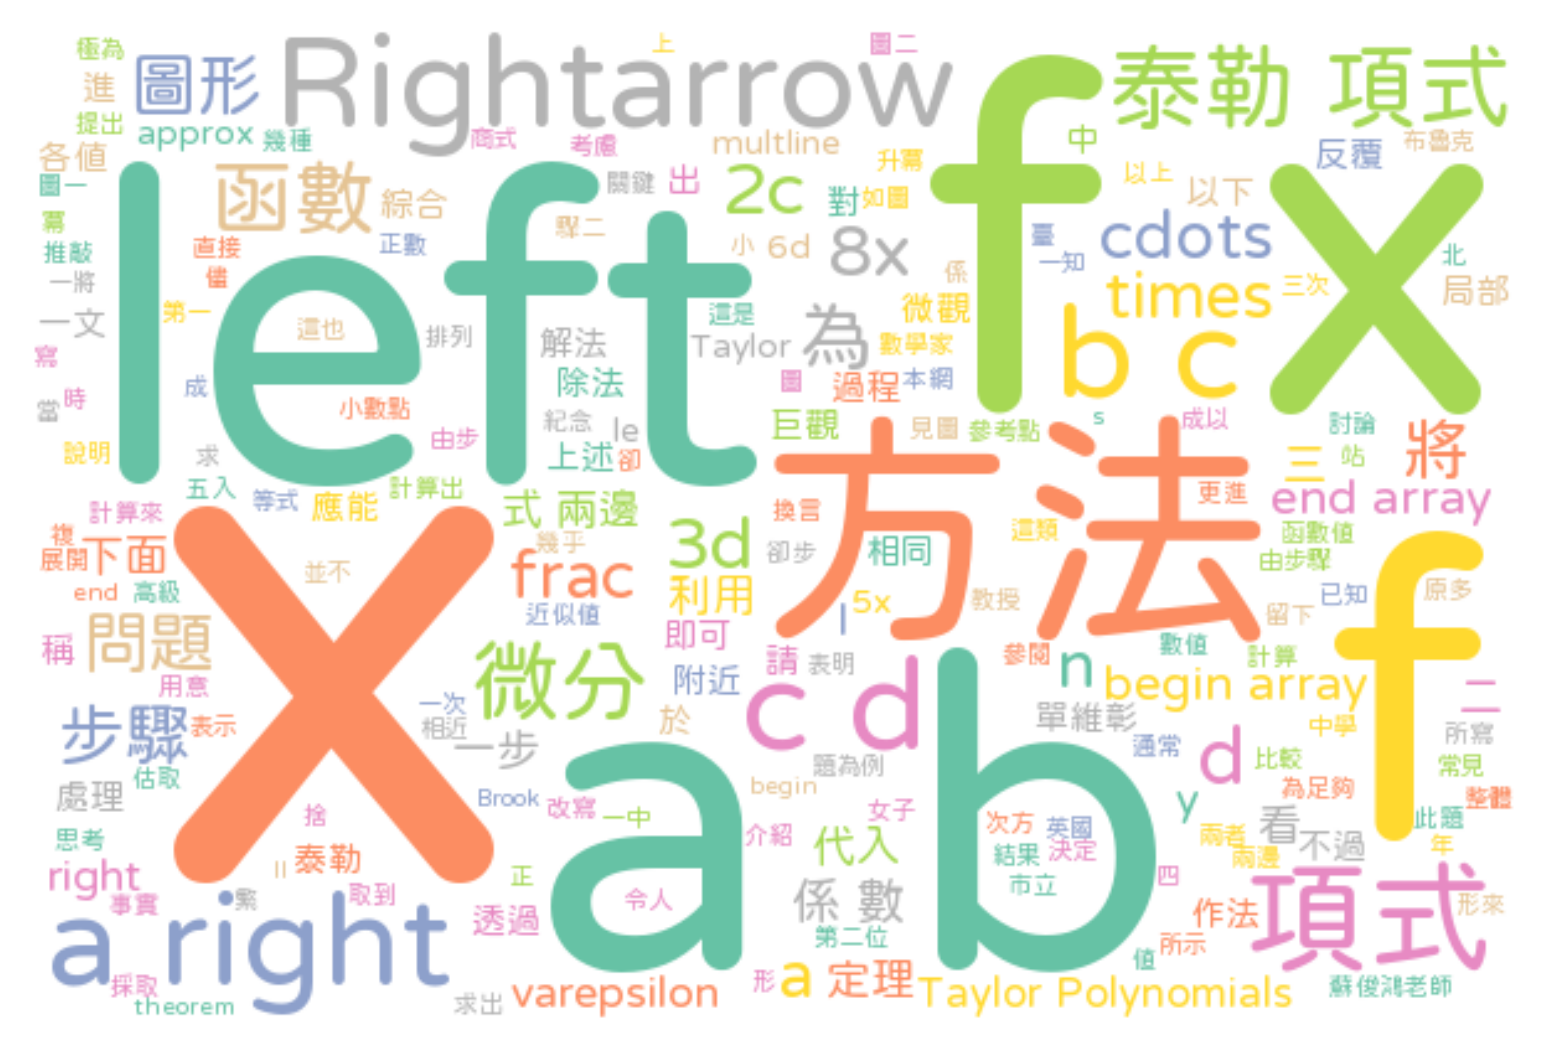 極為
上
圖二
進
圖形
Rightarrow
f
泰勒 項式
提出
approx
幾種
商式
考慮
multline
中
反覆
布魯克
各值
升冪
以上
圖一
left
函數
綜合
關鍵
出
2c
對
如圖
以下
x
冪
驟二
臺
cdots
推敲
直接
正數
小
6d
8x
一知
北
一將
儘
係
times
三次
局部
一文
第一
這也
排列
解法
這是
Taylor
為
微觀
數學家
b c
寫
成
除法
圖
過程
本網
當
時
小數點
紀念
le
巨觀
見圖
參考點
s
成以
討論
將
說明
求
由步
上述
卻
方法
三
站
五入
計算出
更進
end array
計算來
等式
應能
式 兩邊
換言
這類
函數值
複
展開
下面
x
並不
幾乎
frac
3d
卻步
相同
由步驟
f
end
高級
近似值
利用
l
5x
教授
留下
已知
原多
稱
問題
微分
即可
請
表明
參閱
n
數值
計算
用意
附近
c d
b
begin array
二
步驟
表示
一次
相近
一步
於
單維彰
中學
所寫
估取
a
題為例
通常
d
比較
常見
處理
Brook
begin
y
為足夠
整體
捨
改寫
一中
女子
次方
英國
此題
思考
介紹
代入
結果
決定
兩者
兩邊
看
不過
年
right
泰勒
正
市立
四
事實
繁
取到
令人
係 數
項式
形來
a right
透過
第二位
作法
所示
值
採取
theorem
求出
varepsilon
形
a
定理
Taylor Polynomials
蘇俊鴻老師